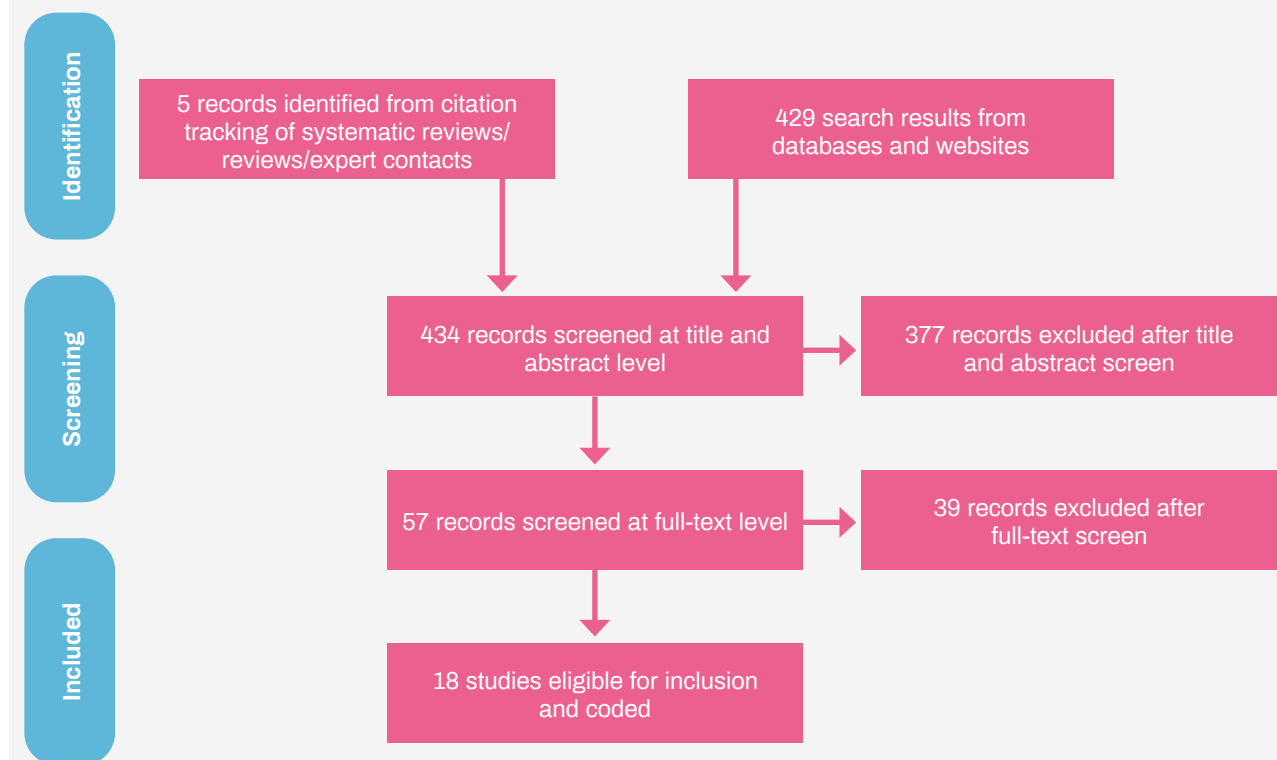 Identification
5 records identified from citation
tracking of systematic reviews/
reviews/expert contacts
429 search results from
databases and websites
Screening
434 records screened at title and
abstract level
377 records excluded after title
and abstract screen
57 records screened at full-text level
39 records excluded after
full-text screen
Included
18 studies eligible for inclusion
and coded